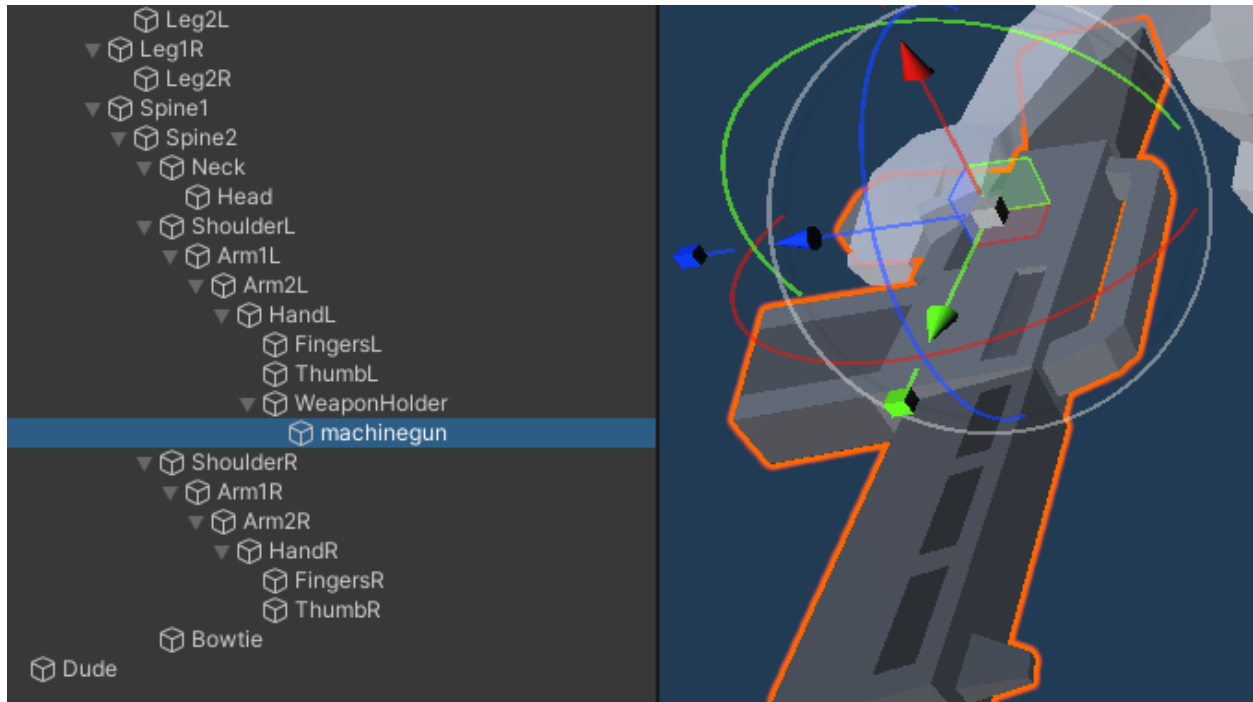 Leg2L
Leg1R
Leg2R
Spine1
Spine2
Neck
Head
ShoulderL
Arm1L
Arm2L
HandL
FingersL
ThumbL
WeaponHolder
machinegun
ShoulderR
Arm1R
Arm2R
HandR
FingersR
ThumbR
Bowtie
Dude